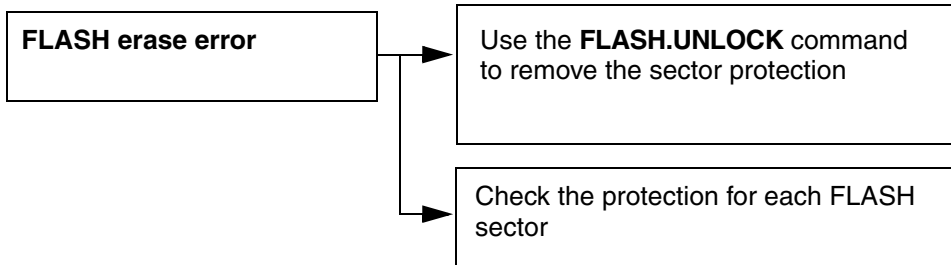 FLASH erase error
Use the FLASH.UNLOCK command
to remove the sector protection
Check the protection for each FLASH
sector